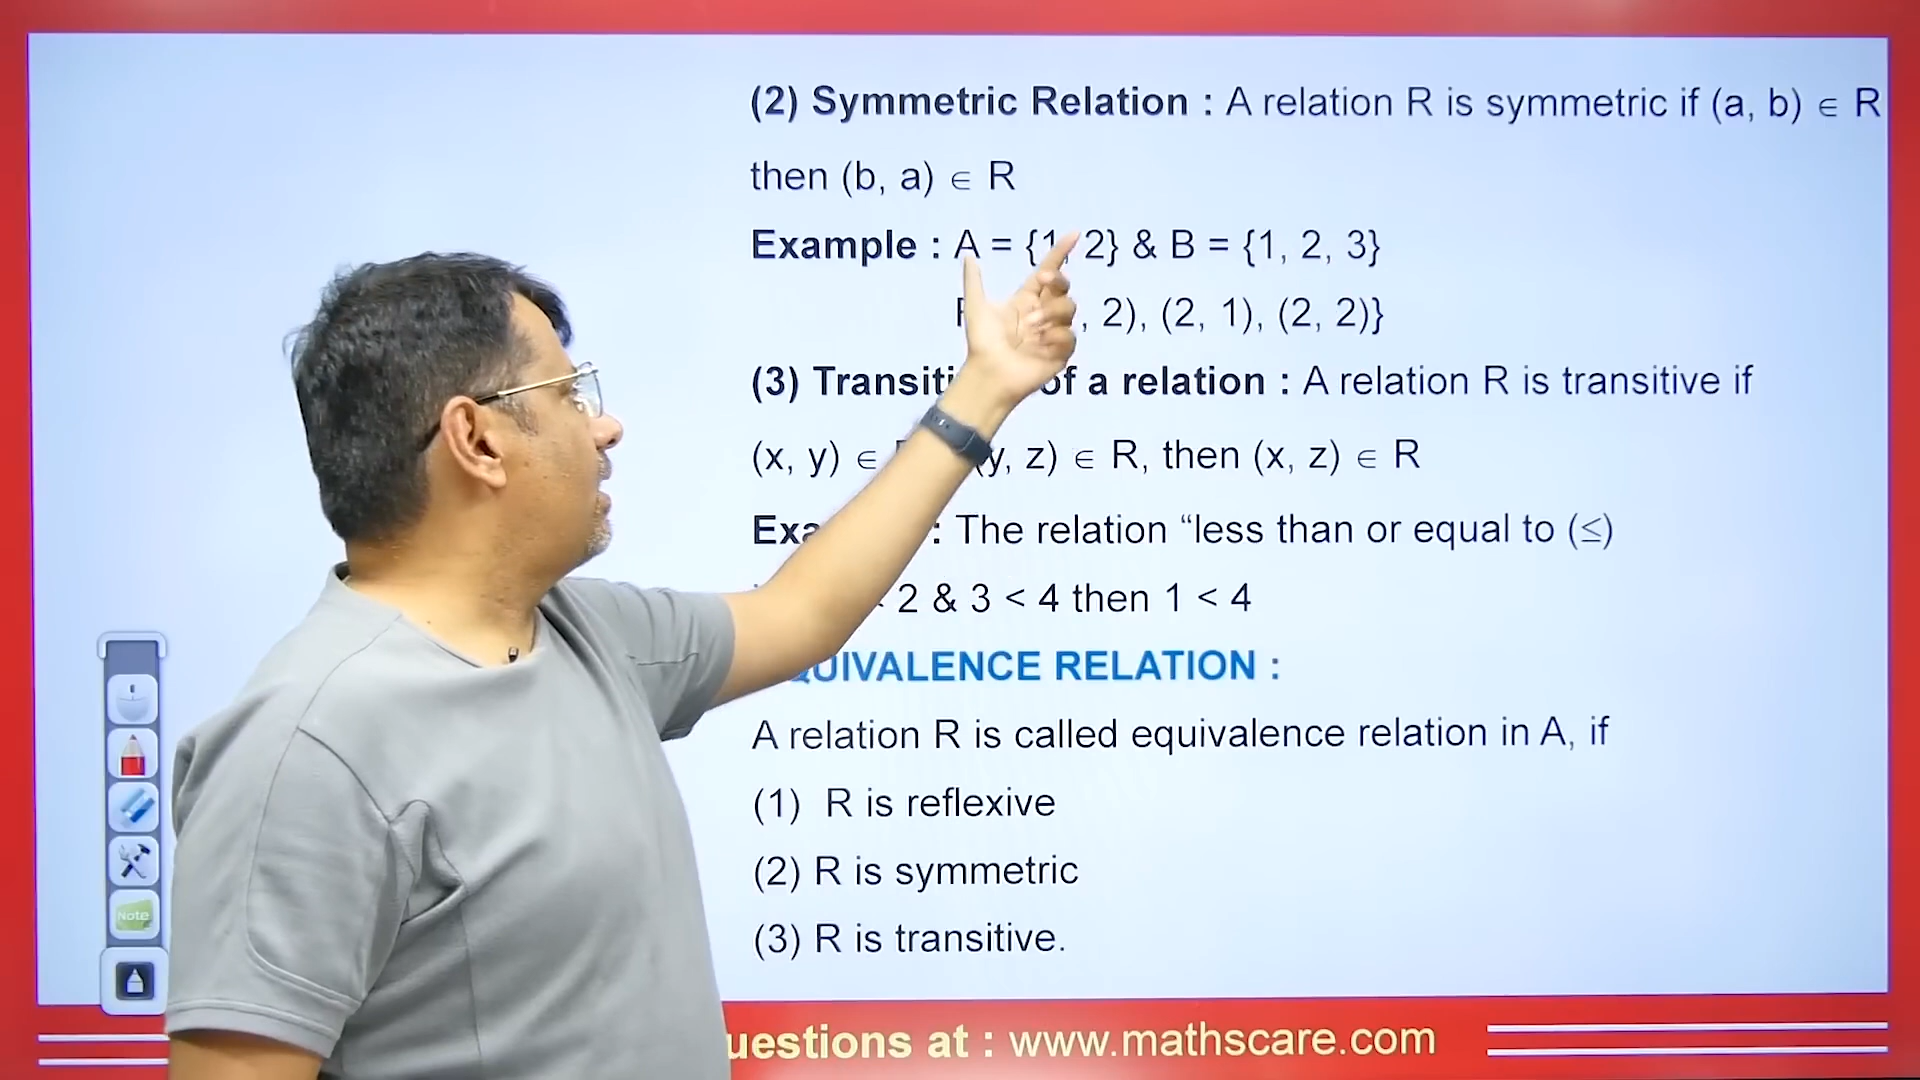 (2) Symmetric Relation : A relation R is symmetric if (a, b) ∈ R
then (b, a) ∈ R
Example : A = {1, 2} & B = {1, 2, 3}
, 2), (2, 1), (2, 2)}
(3) of a relation : A relation R is transitive if
(x, y) ∈ y, z) ∈ R, then (x, z) ∈ R
: The relation “less than or equal to (≤)
2 & 3 < 4 then 1 < 4
QUIVALENCE RELATION :
A relation R is called equivalence relation in A, if
(1) R is reflexive
(2) R is symmetric
(3) R is transitive.
Note
uestions at : www.mathscare.com